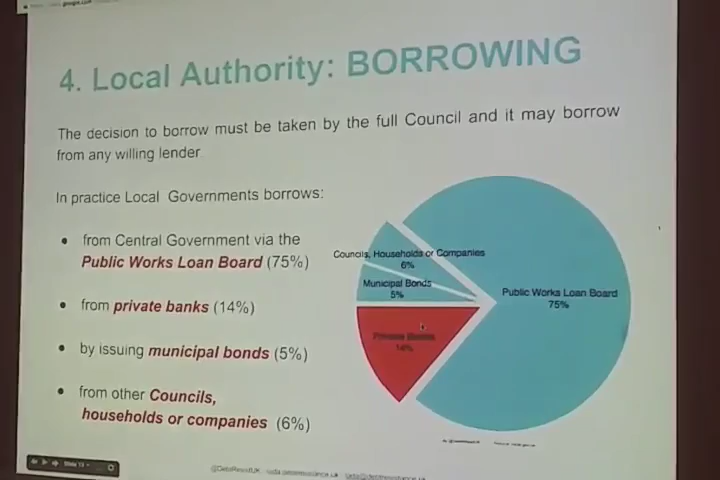 4. Local Authority: BORROWING
The decision to borrow must be taken by the full Council and it may borrow
from any willing lender
In practice Local Governments borrows:
• from Central Government via the
Public Works Loan Board (75%)
• from private banks (14%)
• by issuing municipal bonds (5%)
• from other Councils,
households or companies (6%)
Councils, Households or Companies
6%
Municipal Bonds
5%
Public Works Loan Board
75%
14%
Slide 13